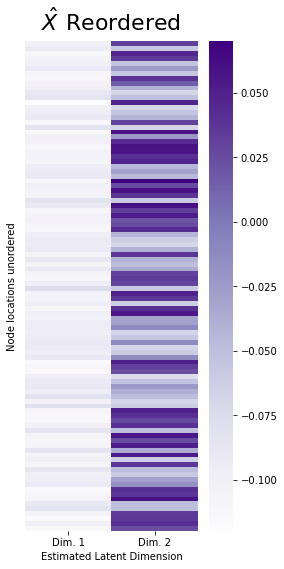 X̂ Reordered
Node locations unordered
0.050
0.025
0.000
−0.025
−0.050
−0.075
−0.100
Dim. 1 Dim. 2
Estimated Latent Dimension